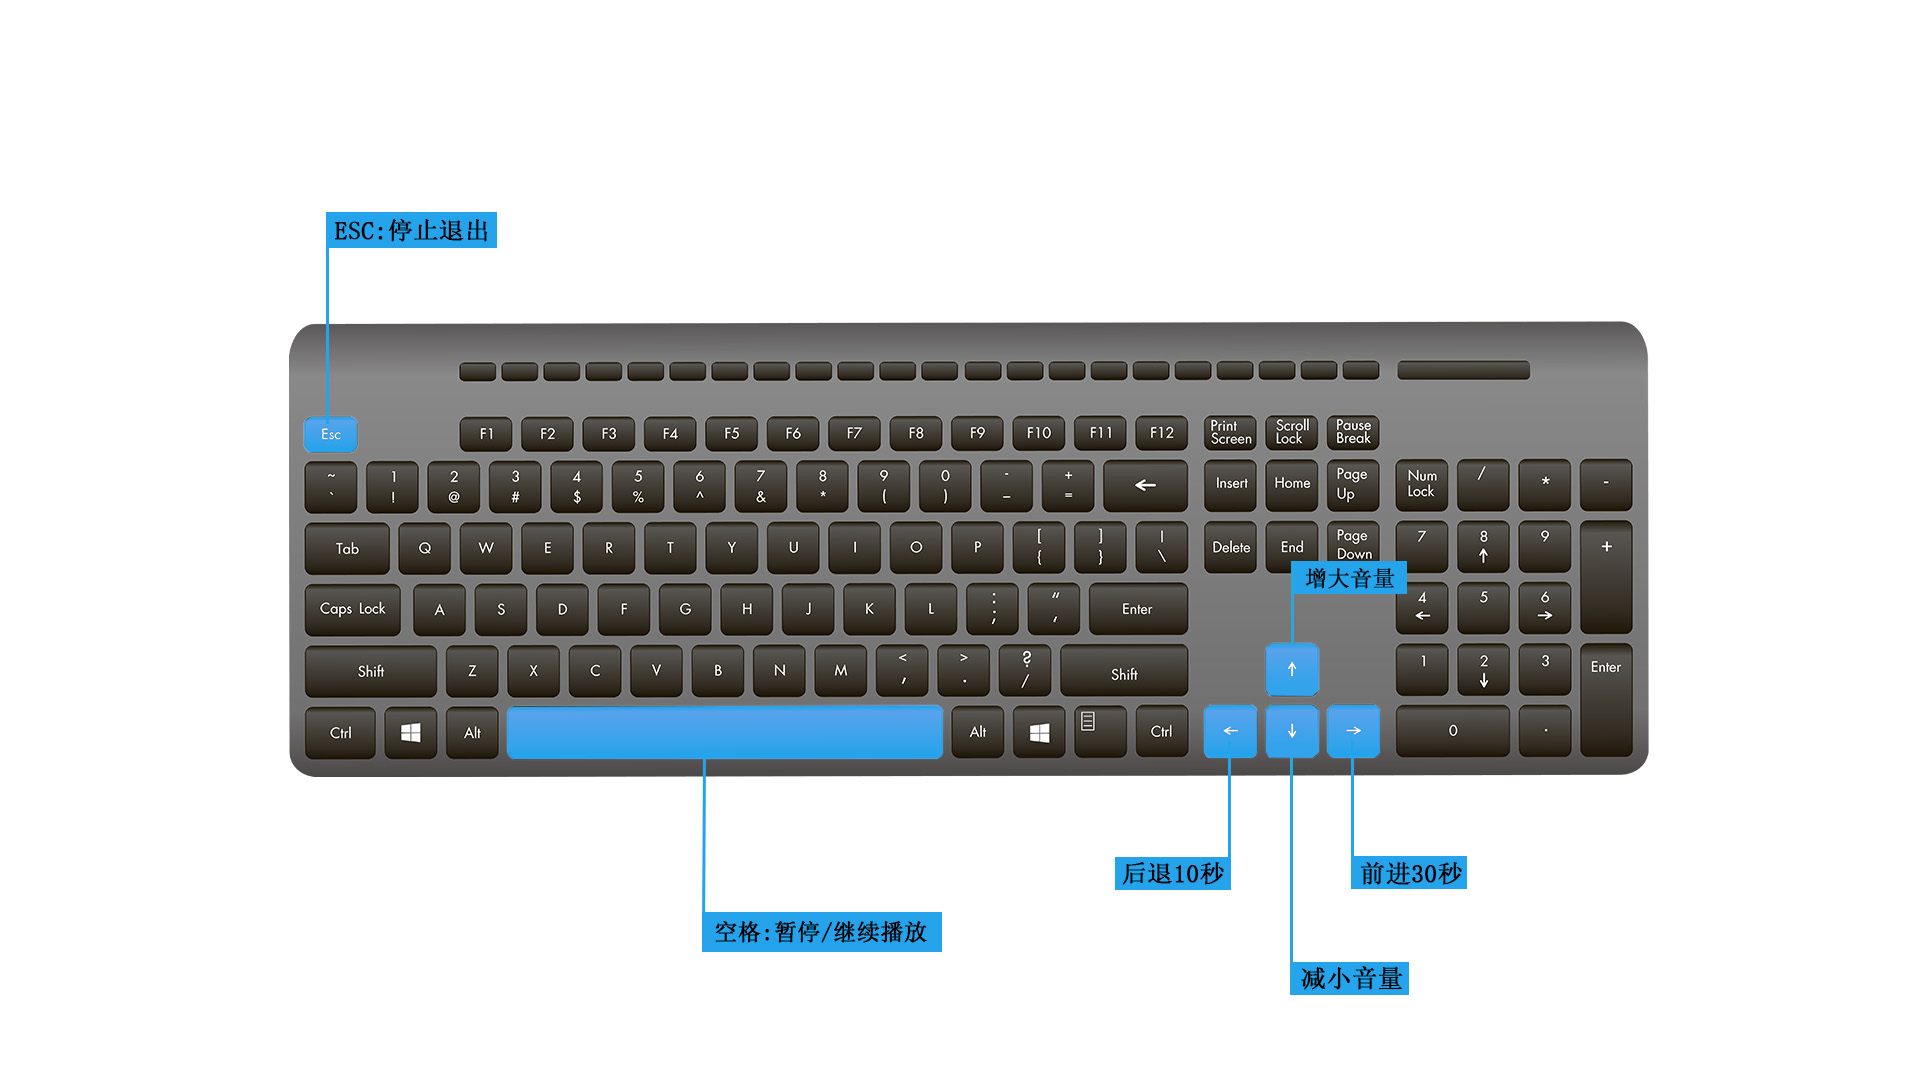 ESC:停止退出
Esc F1 F2 F3 F4 F5 F6 F7 F8 F9 F10 F11 F12 Print Screen Scroll Lock Pause Break
~ ` 1 ! 2 @ 3 # 4 $ 5 % 6 ^ 7 & 8 * 9 ( 0 ) - _ + = ← Insert Home Page Up Num Lock / * -
Tab Q W E R T Y U I O P [ { ] } | \ Delete End Page Down 7 8 ↑ 9 +
增大音量
Caps Lock A S D F G H J K L : ; “ , Enter 4 ← 5 6 →
Shift Z X C V B N M < , > . ? / Shift ↑ 1 2 ↓ 3 Enter
Ctrl Alt Alt Ctrl ← ↓ → 0 .
后退10秒
前进30秒
空格:暂停/继续播放
减小音量